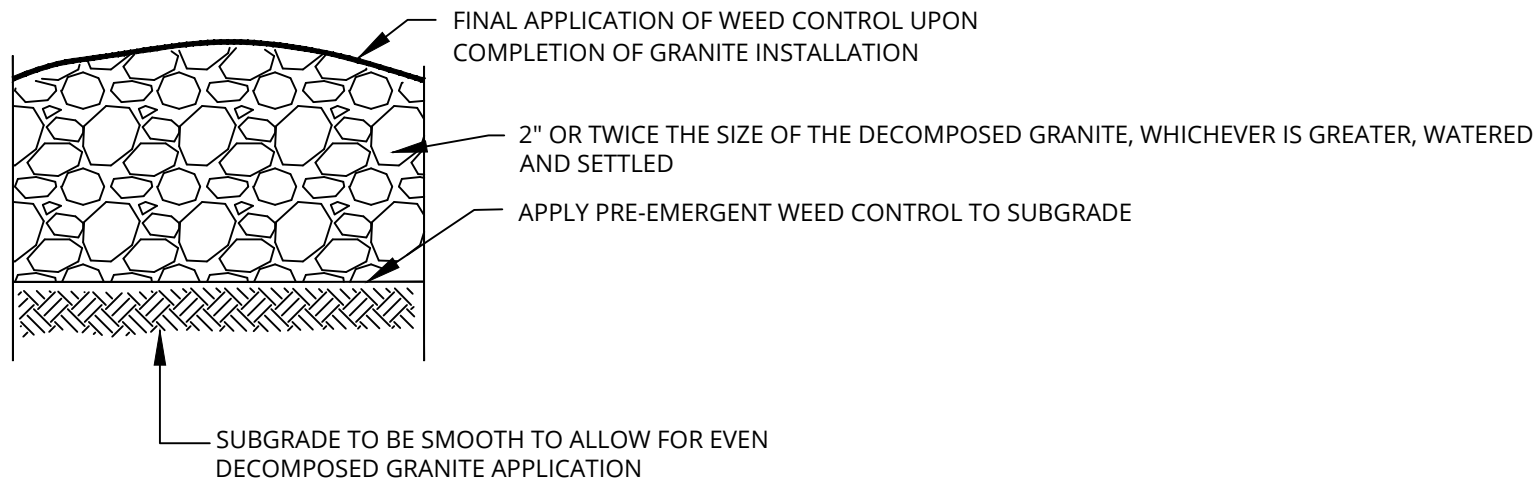 FINAL APPLICATION OF WEED CONTROL UPON
COMPLETION OF GRANITE INSTALLATION
2" OR TWICE THE SIZE OF THE DECOMPOSED GRANITE, WHICHEVER IS GREATER, WATERED
AND SETTLED
APPLY PRE-EMERGENT WEED CONTROL TO SUBGRADE
SUBGRADE TO BE SMOOTH TO ALLOW FOR EVEN
DECOMPOSED GRANITE APPLICATION